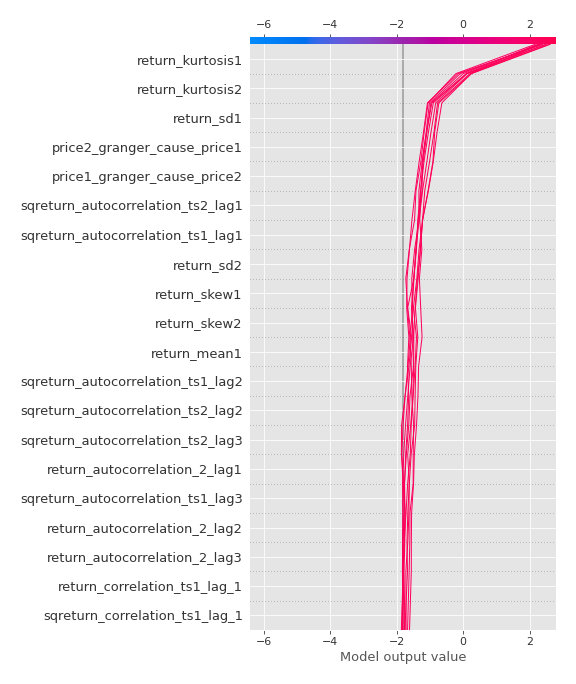 −6 −4 −2 0 2
return_kurtosis1
return_kurtosis2
return_sd1
price2_granger_cause_price1
price1_granger_cause_price2
sqreturn_autocorrelation_ts2_lag1
sqreturn_autocorrelation_ts1_lag1
return_sd2
return_skew1
return_skew2
return_mean1
sqreturn_autocorrelation_ts1_lag2
sqreturn_autocorrelation_ts2_lag2
sqreturn_autocorrelation_ts2_lag3
return_autocorrelation_2_lag1
sqreturn_autocorrelation_ts1_lag3
return_autocorrelation_2_lag2
return_autocorrelation_2_lag3
return_correlation_ts1_lag_1
sqreturn_correlation_ts1_lag_1
−6 −4 −2 0 2
Model output value